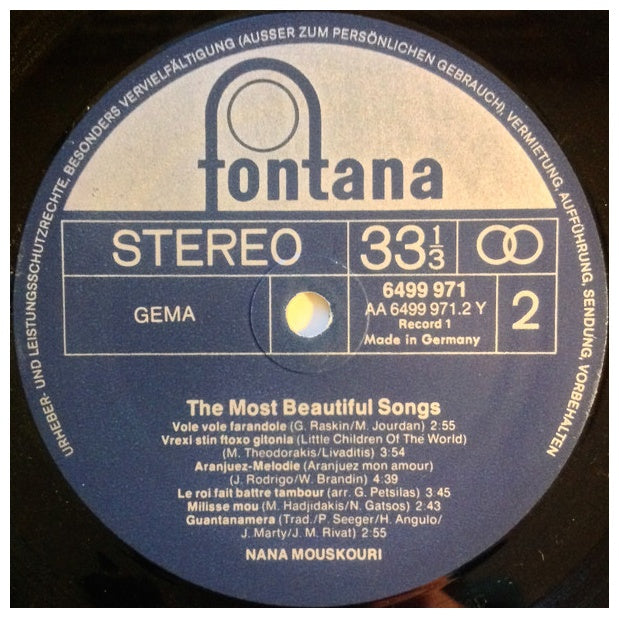 URHEBER- UND LEISTUNGSSCHUTZRECHTE, BESONDERS VERVIELFÄLTIGUNG (AUSSER ZUM PERSÖNLICHEN GEBRAUCH), VERMIETUNG, AUFFÜHRUNG, SENDUNG, VORBEHALTEN
fontana
STEREO 33 1/3
GEMA
6499 971
AA 6499 971.2 Y
Record 1
Made in Germany
2
The Most Beautiful Songs
Vole vole farandole (G. Raskin/M. Jourdan) 2:55
Vrexi stin ftoxo gitonia (Little Children Of The World)
(M. Theodorakis/Livaditis) 3:54
Aranjuez-Melodie (Aranjuez mon amour)
(J. Rodrigo/W. Brandin) 4:39
Le roi fait battre tambour (arr. G. Petsilas) 3:45
Milisse mou (M. Hadjidakis/N. Gatsos) 2:43
Guantanamera (Trad./P. Seeger/H. Angulo/
J. Marty/J. M. Rivat) 2:55
NANA MOUSKOURI